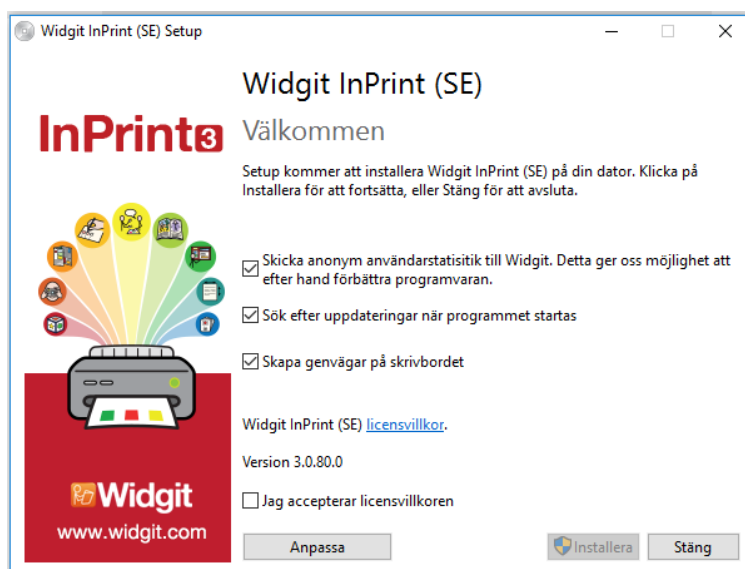 Widgit InPrint (SE) Setup
Widgit InPrint (SE)
InPrint3
Välkommen
Setup kommer att installera Widgit InPrint (SE) på din dator. Klicka på
Installera för att fortsätta, eller Stäng för att avsluta.
Skicka anonym användarstatisitik till Widgit. Detta ger oss möjlighet att
efter hand förbättra programvaran.
Sök efter uppdateringar när programmet startas
Skapa genvägar på skrivbordet
Widgit InPrint (SE) licensvillkor.
Version 3.0.80.0
Jag accepterar licensvillkoren
Widgit
www.widgit.com
Anpassa
Installera
Stäng